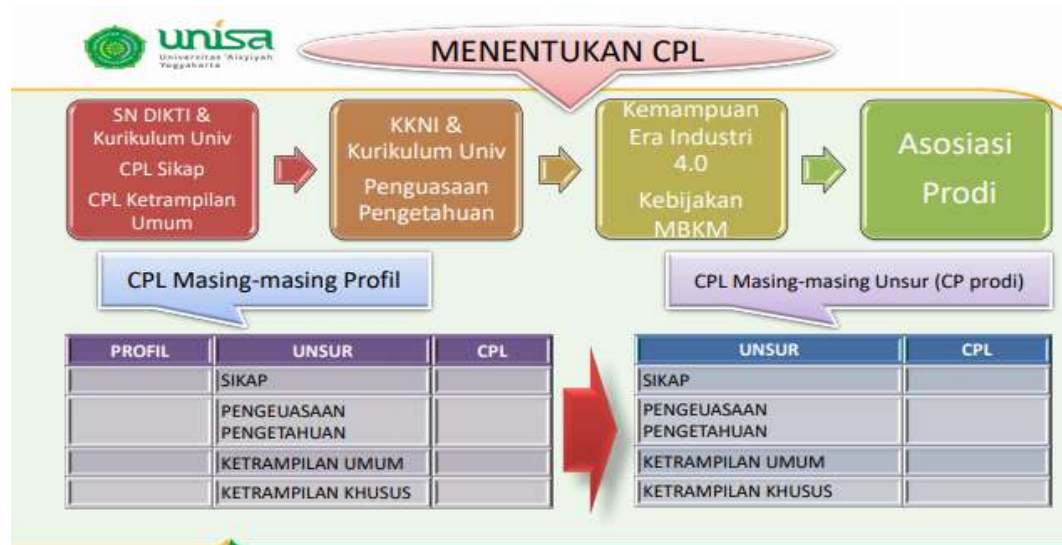 unisa
Universitas 'Aisyiyah
Yogyakarta
MENENTUKAN CPL
SN DIKTI &
Kurikulum Univ
CPL Sikap
CPL Ketrampilan
Umum
KKNI &
Kurikulum Univ
Penguasaan
Pengetahuan
Kemampuan
Era Industri
4.0
Kebijakan
MBKM
Asosiasi
Prodi
CPL Masing-masing Profil
CPL Masing-masing Unsur (CP prodi)
PROFIL UNSUR CPL
SIKAP
PENGEUASAAN
PENGETAHUAN
KETRAMPILAN UMUM
KETRAMPILAN KHUSUS
UNSUR CPL
SIKAP
PENGEUASAAN
PENGETAHUAN
KETRAMPILAN UMUM
KETRAMPILAN KHUSUS